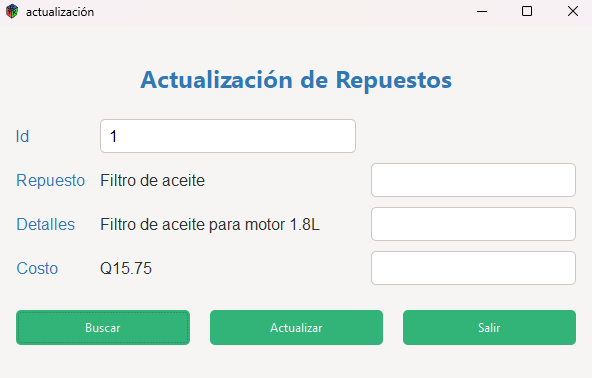 actualización
Actualización de Repuestos
Id 1
Repuesto Filtro de aceite
Detalles Filtro de aceite para motor 1.8L
Costo Q15.75
Buscar Actualizar Salir